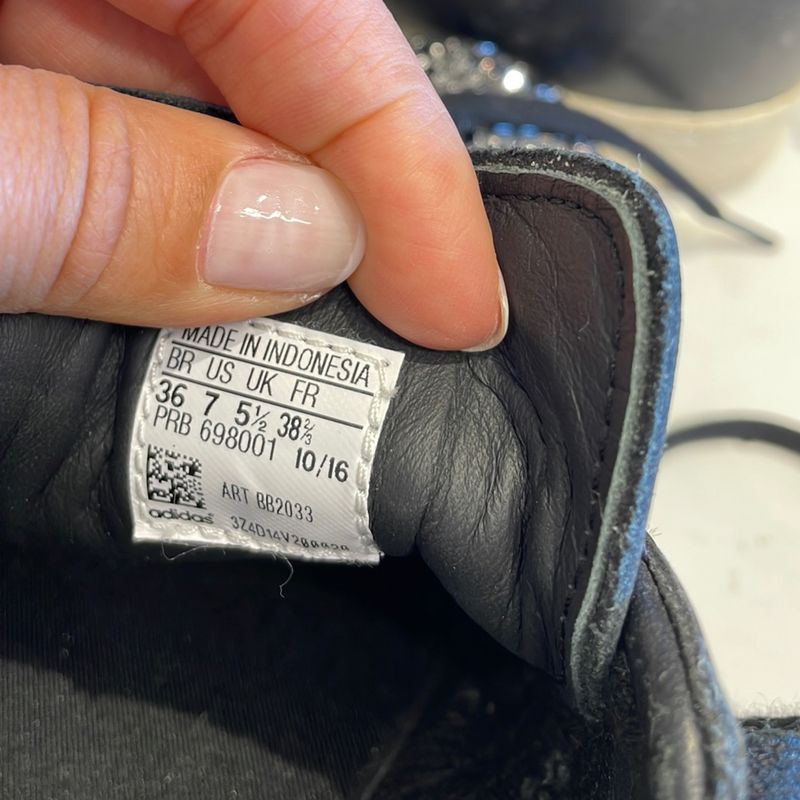 MADE IN INDONESIA
BR US UK FR
36 7 5½ 38⅔
PRB 698001 10/16
ART BB2033
adidas